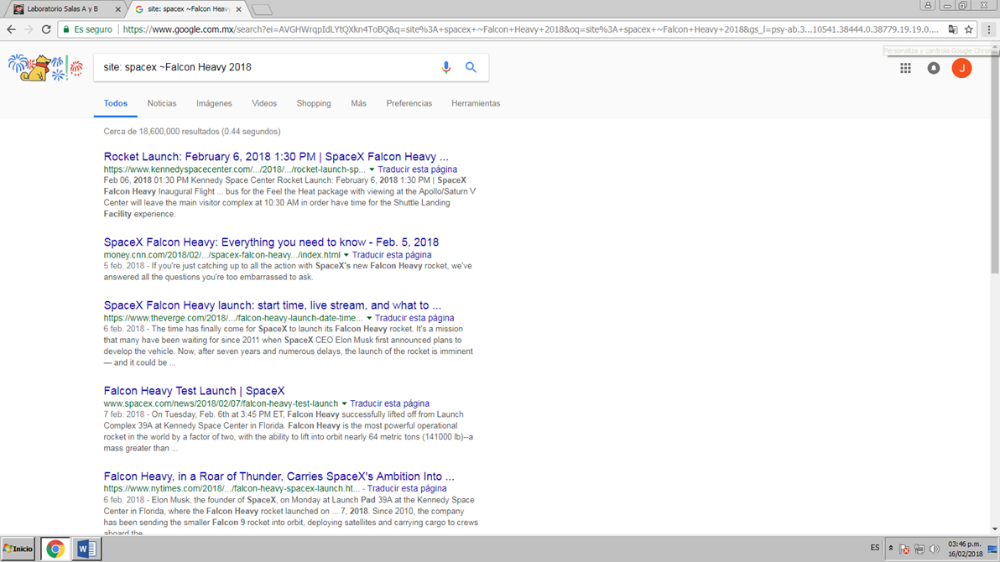 Laboratorio Salas A y B
site: spacex ~Falcon Heavy
Es seguro
https://www.google.com.mx/search?ei=AVGHWrqpIdLYtQXkn4ToBQ&q=site%3A+spacex+~Falcon+Heavy+2018&oq=site%3A+spacex+~Falcon+Heavy+2018&gs_l=psy-ab.3...10541.38444.0.38779.19.19.0....
Personaliza y controla Google Chrom
site: spacex ~Falcon Heavy 2018
J
Todos Noticias Imágenes Videos Shopping Más Preferencias Herramientas
Cerca de 18,600,000 resultados (0.44 segundos)
Rocket Launch: February 6, 2018 1:30 PM | SpaceX Falcon Heavy ...
https://www.kennedyspacecenter.com/.../2018/.../rocket-launch-sp... Traducir esta página
Feb 06, 2018 01:30 PM Kennedy Space Center Rocket Launch: February 6, 2018 1:30 PM | SpaceX
Falcon Heavy Inaugural Flight ... bus for the Feel the Heat package with viewing at the Apollo/Saturn V
Center will leave the main visitor complex at 10:30 AM in order have time for the Shuttle Landing
Facility experience.
SpaceX Falcon Heavy: Everything you need to know - Feb. 5, 2018
money.cnn.com/2018/02/.../spacex-falcon-heavy.../index.html Traducir esta página
5 feb. 2018 - If you're just catching up to all the action with SpaceX's new Falcon Heavy rocket, we've
answered all the questions you're too embarrassed to ask.
SpaceX Falcon Heavy launch: start time, live stream, and what to ...
https://www.theverge.com/2018/.../falcon-heavy-launch-date-time... Traducir esta página
6 feb. 2018 - The time has finally come for SpaceX to launch its Falcon Heavy rocket. It's a mission
that many have been waiting for since 2011 when SpaceX CEO Elon Musk first announced plans to
develop the vehicle. Now, after seven years and numerous delays, the launch of the rocket is imminent
— and it could be ...
Falcon Heavy Test Launch | SpaceX
www.spacex.com/news/2018/02/07/falcon-heavy-test-launch Traducir esta página
7 feb. 2018 - On Tuesday, Feb. 6th at 3:45 PM ET, Falcon Heavy successfully lifted off from Launch
Complex 39A at Kennedy Space Center in Florida. Falcon Heavy is the most powerful operational
rocket in the world by a factor of two, with the ability to lift into orbit nearly 64 metric tons (141000 lb)--a
mass greater than ...
Falcon Heavy, in a Roar of Thunder, Carries SpaceX's Ambition Into ...
https://www.nytimes.com/2018/.../falcon-heavy-spacex-launch.ht... - Traducir esta página
6 feb. 2018 - Elon Musk, the founder of SpaceX, on Monday at Launch Pad 39A at the Kennedy Space
Center in Florida, where the Falcon Heavy rocket launched on ... 7, 2018. Since 2010, the company
has been sending the smaller Falcon 9 rocket into orbit, deploying satellites and carrying cargo to crews
aboard the
Inicio
ES
03:46 p.m.
16/02/2018